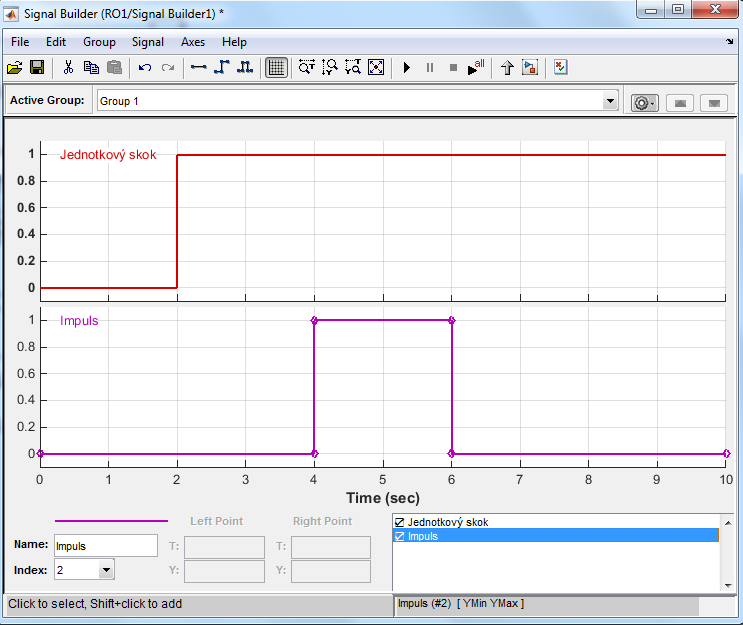 Signal Builder (RO1/Signal Builder1) *
File Edit Group Signal Axes Help
all
Active Group: Group 1
1
Jednotkový skok
0.8
0.6
0.4
0.2
0
1
Impuls
0.8
0.6
0.4
0.2
0
0 1 2 3 4 5 6 7 8 9 10
Time (sec)
Left Point Right Point
Name: Impuls T: T:
Index: 2 Y: Y:
Jednotkový skok
Impuls
Click to select, Shift+click to add
Impuls (#2) [ YMin YMax ]